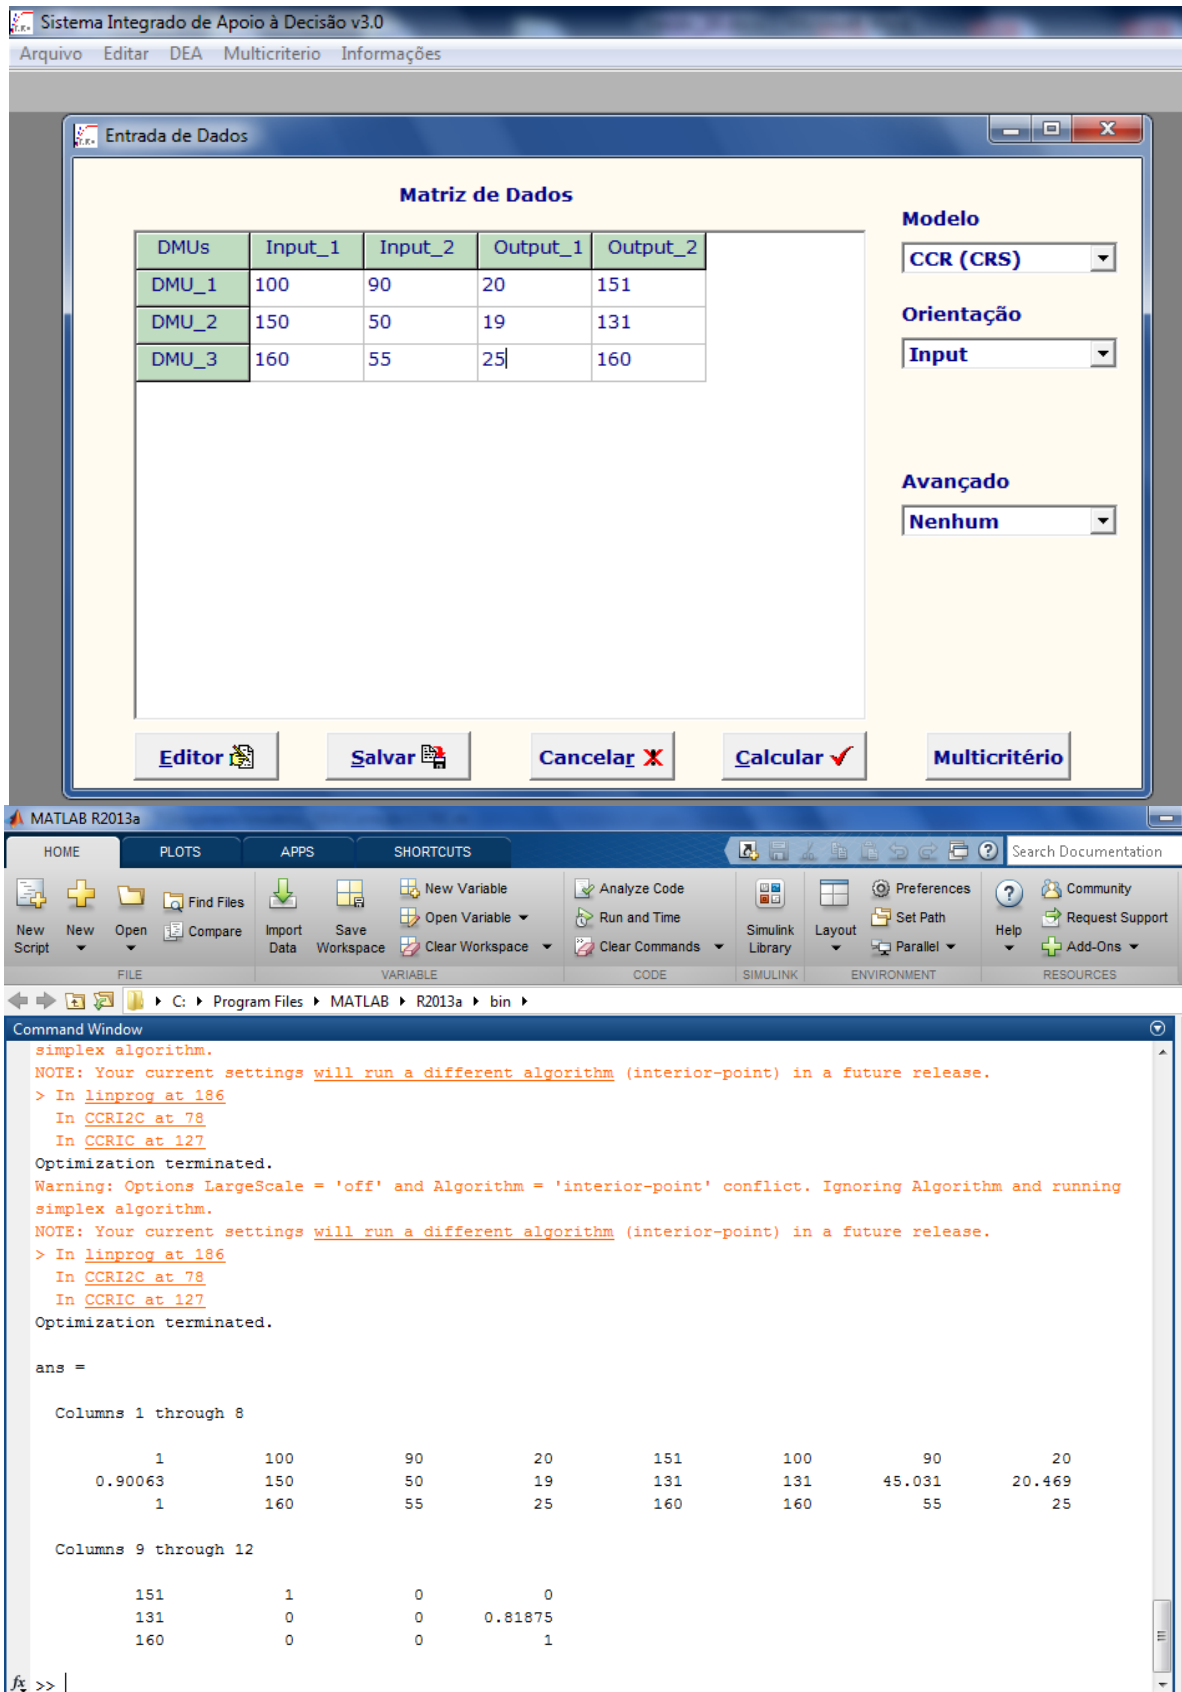 Sistema Integrado de Apoio à Decisão v3.0
Arquivo Editar DEA Multicriterio Informações
Entrada de Dados
Matriz de Dados
DMUs Input_1 Input_2 Output_1 Output_2
DMU_1 100 90 20 151
DMU_2 150 50 19 131
DMU_3 160 55 25 160
Modelo
CCR (CRS)
Orientação
Input
Avançado
Nenhum
Editor Salvar Cancelar Calcular Multicritério
MATLAB R2013a
HOME PLOTS APPS SHORTCUTS Search Documentation
New Script
New
Open
Find Files
Compare
FILE
Import Data
Save Workspace
New Variable
Open Variable
Clear Workspace
VARIABLE
Analyze Code
Run and Time
Clear Commands
CODE
Simulink Library
SIMULINK
Layout
Preferences
Set Path
Parallel
ENVIRONMENT
Help
Community
Request Support
Add-Ons
RESOURCES
C: Program Files MATLAB R2013a bin
Command Window
simplex algorithm.
NOTE: Your current settings will run a different algorithm (interior-point) in a future release.
> In linprog at 186
In CCRI2C at 78
In CCRIC at 127
Optimization terminated.
Warning: Options LargeScale = 'off' and Algorithm = 'interior-point' conflict. Ignoring Algorithm and running
simplex algorithm.
NOTE: Your current settings will run a different algorithm (interior-point) in a future release.
> In linprog at 186
In CCRI2C at 78
In CCRIC at 127
Optimization terminated.
ans =
Columns 1 through 8
1 100 90 20 151 100 90 20
0.90063 150 50 19 131 131 45.031 20.469
1 160 55 25 160 160 55 25
Columns 9 through 12
151 1 0 0
131 0 0 0.81875
160 0 0 1
fx >>